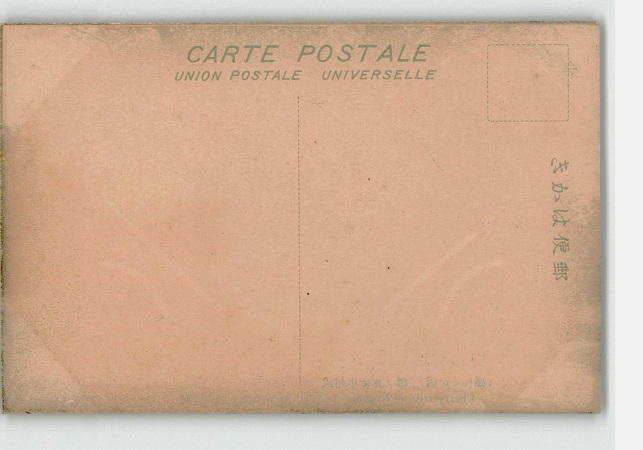 CARTE POSTALE
UNION POSTALE UNIVERSELLE
きかは便郵